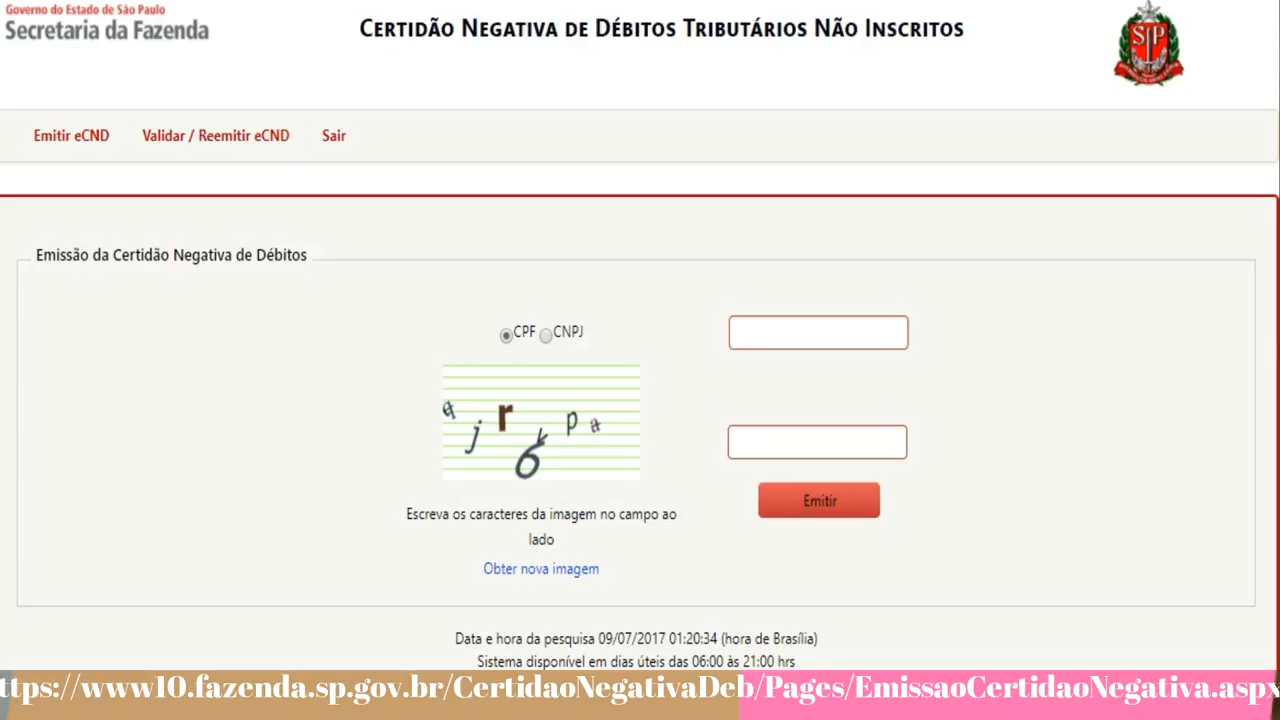 Governo do Estado de São Paulo
Secretaria da Fazenda
CERTIDÃO NEGATIVA DE DÉBITOS TRIBUTÁRIOS NÃO INSCRITOS
Emitir eCND
Validar / Reemitir eCND
Sair
Emissão da Certidão Negativa de Débitos
CPF
CNPJ
Escreva os caracteres da imagem no campo ao
lado
Obter nova imagem
Emitir
Data e hora da pesquisa 09/07/2017 01:20:34 (hora de Brasília)
Sistema disponível em dias úteis das 06:00 às 21:00 hrs
ttps://www10.fazenda.sp.gov.br/CertidaoNegativaDeb/Pages/EmissaoCertidaoNegativa.aspx